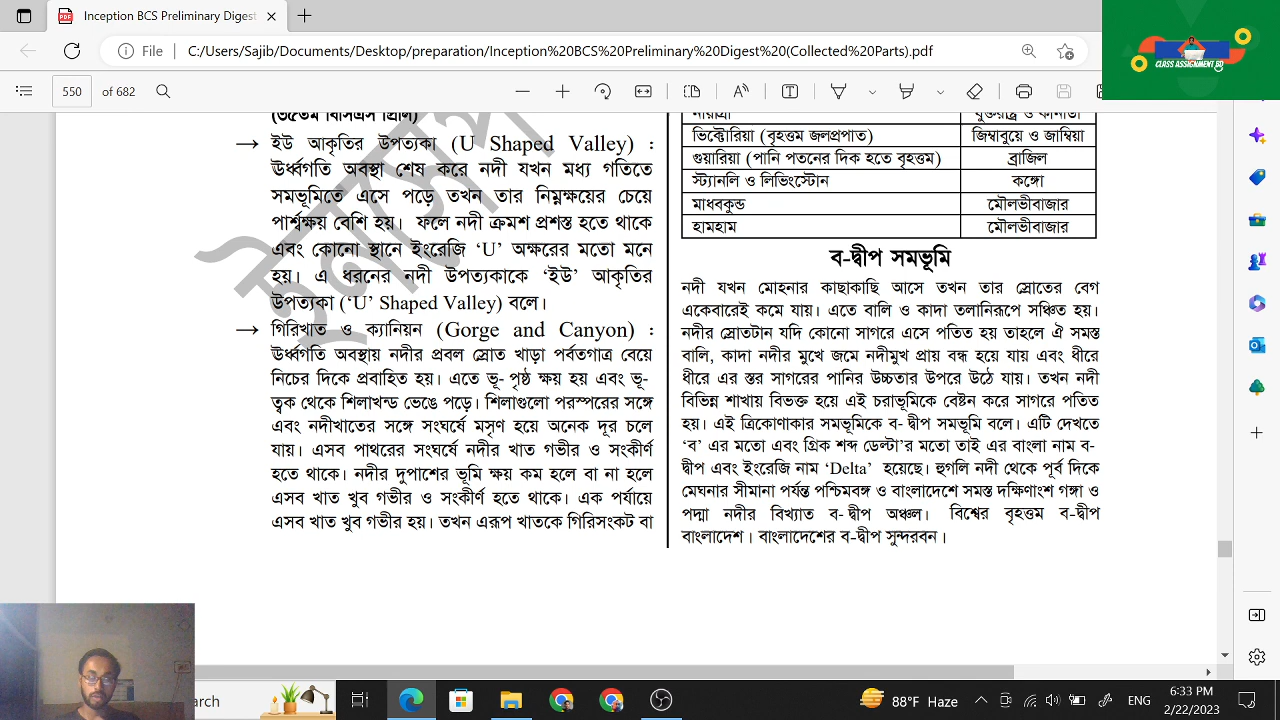 Inception BCS Preliminary Digest
File
C:/Users/Sajib/Documents/Desktop/preparation/Inception%20BCS%20Preliminary%20Digest%20(Collected%20Parts).pdf
CLASS ASSIGNMENT BD
550 of 682
(৩৫তম বিসিএস প্রিলি)
→ ইউ আকৃতির উপত্যকা (U Shaped Valley) :
ঊর্ধ্বগতি অবস্থা শেষ করে নদী যখন মধ্য গতিতে
সমভূমিতে এসে পড়ে তখন তার নিম্নক্ষয়ের চেয়ে
পার্শ্বক্ষয় বেশি হয়। ফলে নদী ক্রমশ প্রশস্ত হতে থাকে
এবং কোনো স্থানে ইংরেজি ‘U’ অক্ষরের মতো মনে
হয়। এ ধরনের নদী উপত্যকাকে ‘ইউ’ আকৃতির
উপত্যকা (‘U’ Shaped Valley) বলে।
→ গিরিখাত ও ক্যানিয়ন (Gorge and Canyon) :
ঊর্ধ্বগতি অবস্থায় নদীর প্রবল স্রোত খাড়া পর্বতগাত্র বেয়ে
নিচের দিকে প্রবাহিত হয়। এতে ভূ- পৃষ্ঠ ক্ষয় হয় এবং ভূ-
ত্বক থেকে শিলাখন্ড ভেঙে পড়ে। শিলাগুলো পরস্পরের সঙ্গে
এবং নদীখাতের সঙ্গে সংঘর্ষে মসৃণ হয়ে অনেক দূর চলে
যায়। এসব পাথরের সংঘর্ষে নদীর খাত গভীর ও সংকীর্ণ
হতে থাকে। নদীর দুপাশের ভূমি ক্ষয় কম হলে বা না হলে
এসব খাত খুব গভীর ও সংকীর্ণ হতে থাকে। এক পর্যায়ে
এসব খাত খুব গভীর হয়। তখন এরূপ খাতকে গিরিসংকট বা
নায়াগ্রা যুক্তরাষ্ট্র ও কানাডা
ভিক্টোরিয়া (বৃহত্তম জলপ্রপাত) জিম্বাবুয়ে ও জাম্বিয়া
গুয়ারিয়া (পানি পতনের দিক হতে বৃহত্তম) ব্রাজিল
স্ট্যানলি ও লিভিংস্টোন কঙ্গো
মাধবকুন্ড মৌলভীবাজার
হামহাম মৌলভীবাজার
ব-দ্বীপ সমভূমি
নদী যখন মোহনার কাছাকাছি আসে তখন তার স্রোতের বেগ
একেবারেই কমে যায়। এতে বালি ও কাদা তলানিরূপে সঞ্চিত হয়।
নদীর স্রোতটান যদি কোনো সাগরে এসে পতিত হয় তাহলে ঐ সমস্ত
বালি, কাদা নদীর মুখে জমে নদীমুখ প্রায় বন্ধ হয়ে যায় এবং ধীরে
ধীরে এর স্তর সাগরের পানির উচ্চতার উপরে উঠে যায়। তখন নদী
বিভিন্ন শাখায় বিভক্ত হয়ে এই চরাভূমিকে বেষ্টন করে সাগরে পতিত
হয়। এই ত্রিকোণাকার সমভূমিকে ব- দ্বীপ সমভূমি বলে। এটি দেখতে
‘ব’ এর মতো এবং গ্রিক শব্দ ডেল্টা’র মতো তাই এর বাংলা নাম ব-
দ্বীপ এবং ইংরেজি নাম ‘Delta’ হয়েছে। হুগলি নদী থেকে পূর্ব দিকে
মেঘনার সীমানা পর্যন্ত পশ্চিমবঙ্গ ও বাংলাদেশে সমস্ত দক্ষিণাংশ গঙ্গা ও
পদ্মা নদীর বিখ্যাত ব- দ্বীপ অঞ্চল। বিশ্বের বৃহত্তম ব-দ্বীপ
বাংলাদেশ। বাংলাদেশের ব-দ্বীপ সুন্দরবন।
arch
88°F Haze
ENG
6:33 PM
2/22/2023